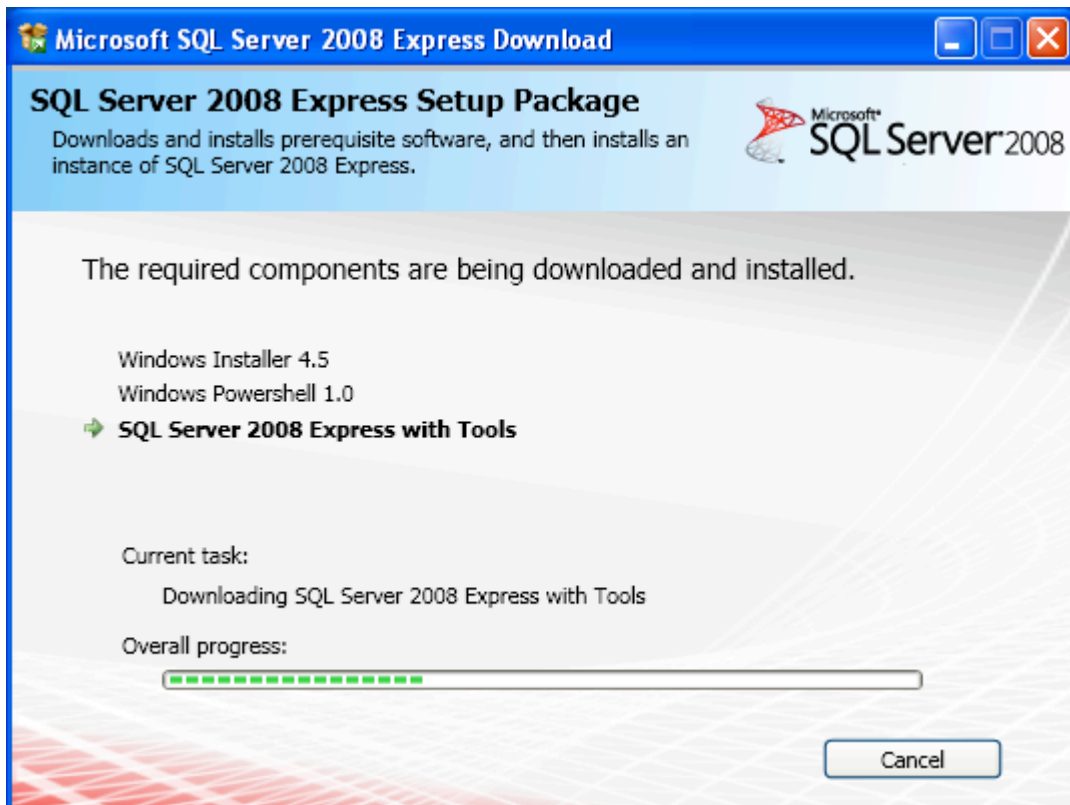 Microsoft SQL Server 2008 Express Download
SQL Server 2008 Express Setup Package
Downloads and installs prerequisite software, and then installs an
instance of SQL Server 2008 Express.
Microsoft®
SQL Server 2008
The required components are being downloaded and installed.
Windows Installer 4.5
Windows Powershell 1.0
SQL Server 2008 Express with Tools
Current task:
Downloading SQL Server 2008 Express with Tools
Overall progress:
Cancel